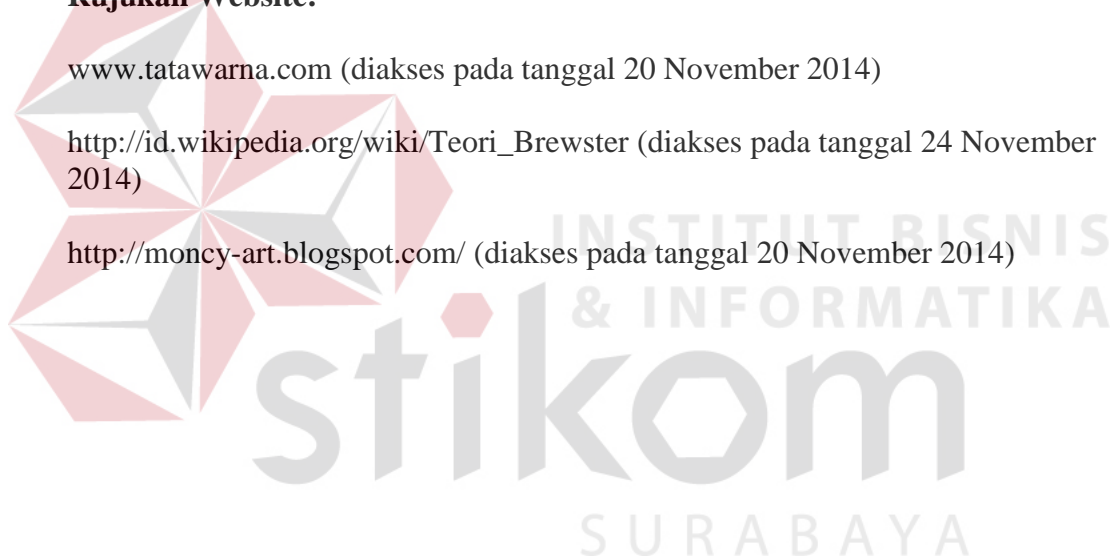 Rujukan Website:
www.tatawarna.com (diakses pada tanggal 20 November 2014)
http://id.wikipedia.org/wiki/Teori_Brewster (diakses pada tanggal 24 November
2014)
http://moncy-art.blogspot.com/ (diakses pada tanggal 20 November 2014)
INSTITUT BISNIS
& INFORMATIKA
stikom
SURABAYA